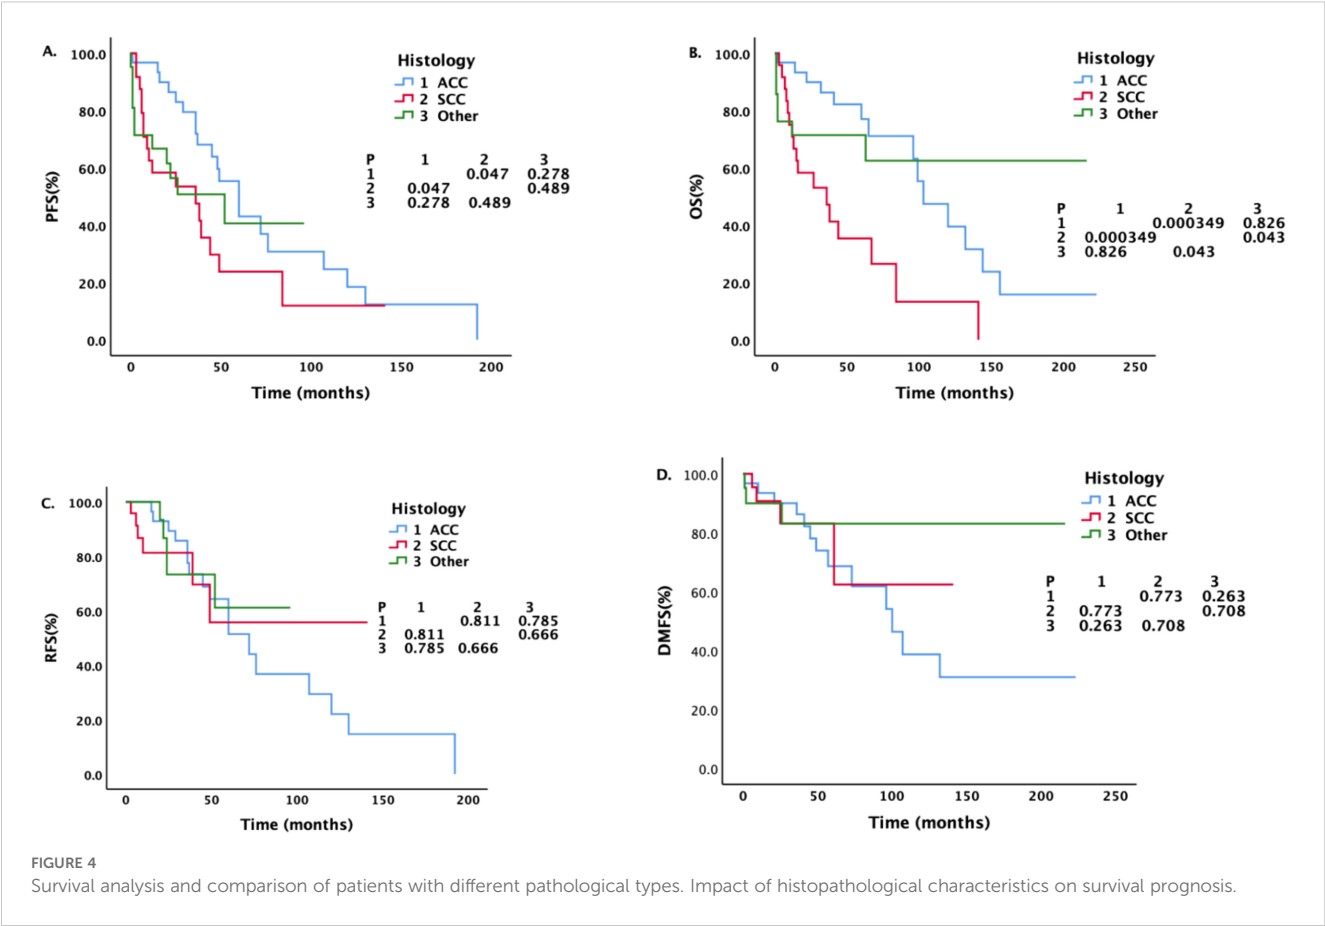 A.
Histology
1 ACC
2 SCC
3 Other
P 1 2 3
1 0.047 0.278
2 0.047 0.489
3 0.278 0.489
PFS(%)
100.0
80.0
60.0
40.0
20.0
0.0
0 50 100 150 200
Time (months)
B.
Histology
1 ACC
2 SCC
3 Other
P 1 2 3
1 0.000349 0.826
2 0.000349 0.043
3 0.826 0.043
OS(%)
100.0
80.0
60.0
40.0
20.0
0.0
0 50 100 150 200 250
Time (months)
C.
Histology
1 ACC
2 SCC
3 Other
P 1 2 3
1 0.811 0.785
2 0.811 0.666
3 0.785 0.666
RFS(%)
100.0
80.0
60.0
40.0
20.0
0.0
0 50 100 150 200
Time (months)
D.
Histology
1 ACC
2 SCC
3 Other
P 1 2 3
1 0.773 0.263
2 0.773 0.708
3 0.263 0.708
DMFS(%)
100.0
80.0
60.0
40.0
20.0
0.0
0 50 100 150 200 250
Time (months)
FIGURE 4
Survival analysis and comparison of patients with different pathological types. Impact of histopathological characteristics on survival prognosis.